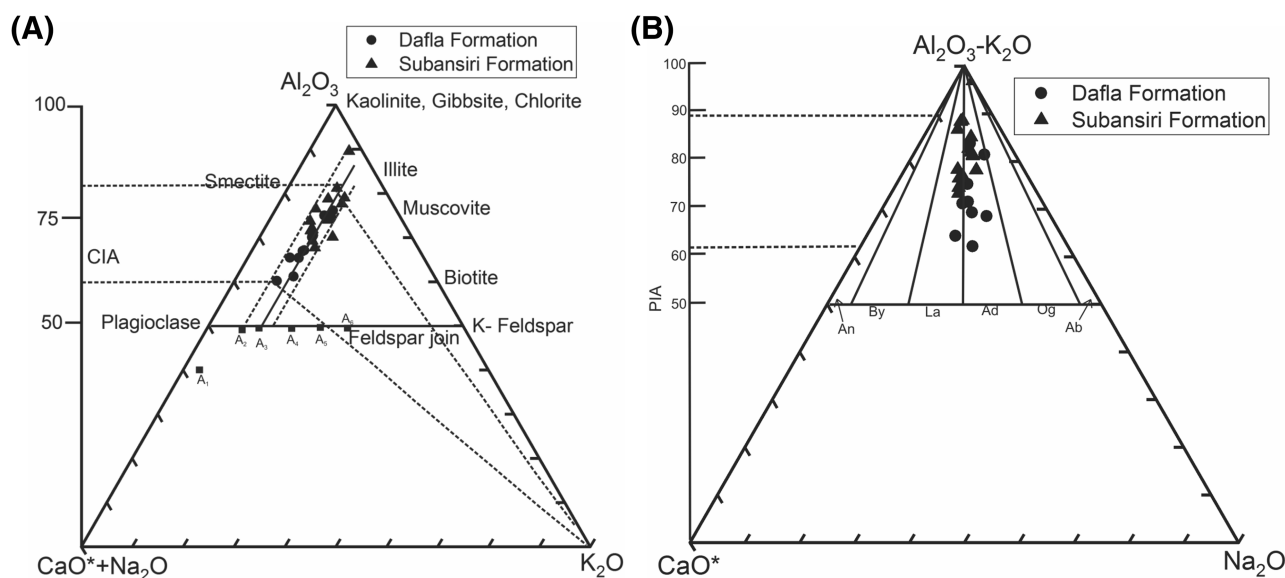 (A)
Dafla Formation
Subansiri Formation
Al₂O₃
100
Kaolinite, Gibbsite, Chlorite
Illite
Smectite
Muscovite
75
CIA
Biotite
Plagioclase
50
K- Feldspar
A₂ A₃ A₄ A₅ A₆
Feldspar join
A₁
CaO*+Na₂O
K₂O
(B)
Al₂O₃-K₂O
Dafla Formation
Subansiri Formation
100
90
80
70
60
50
PIA
An
By
La
Ad
Og
Ab
CaO*
Na₂O